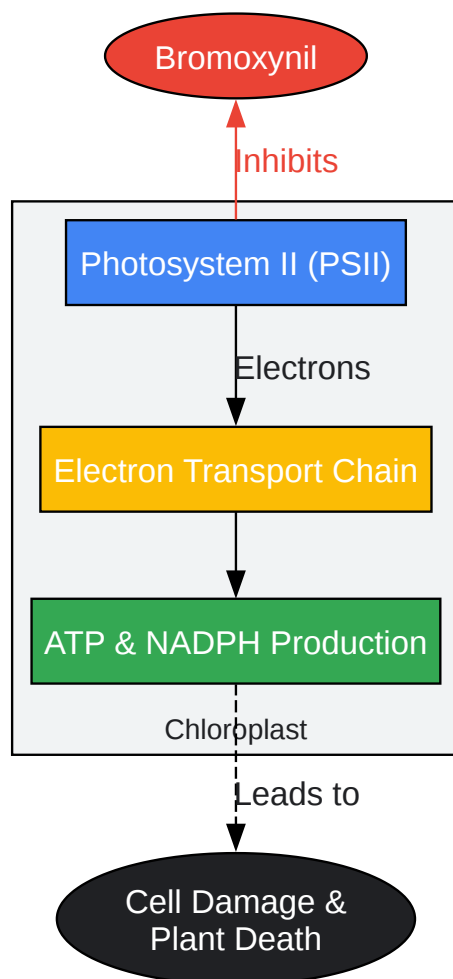 Bromoxynil
Inhibits
Photosystem II (PSII)
Electrons
Electron Transport Chain
ATP & NADPH Production
Chloroplast
Leads to
Cell Damage &
Plant Death